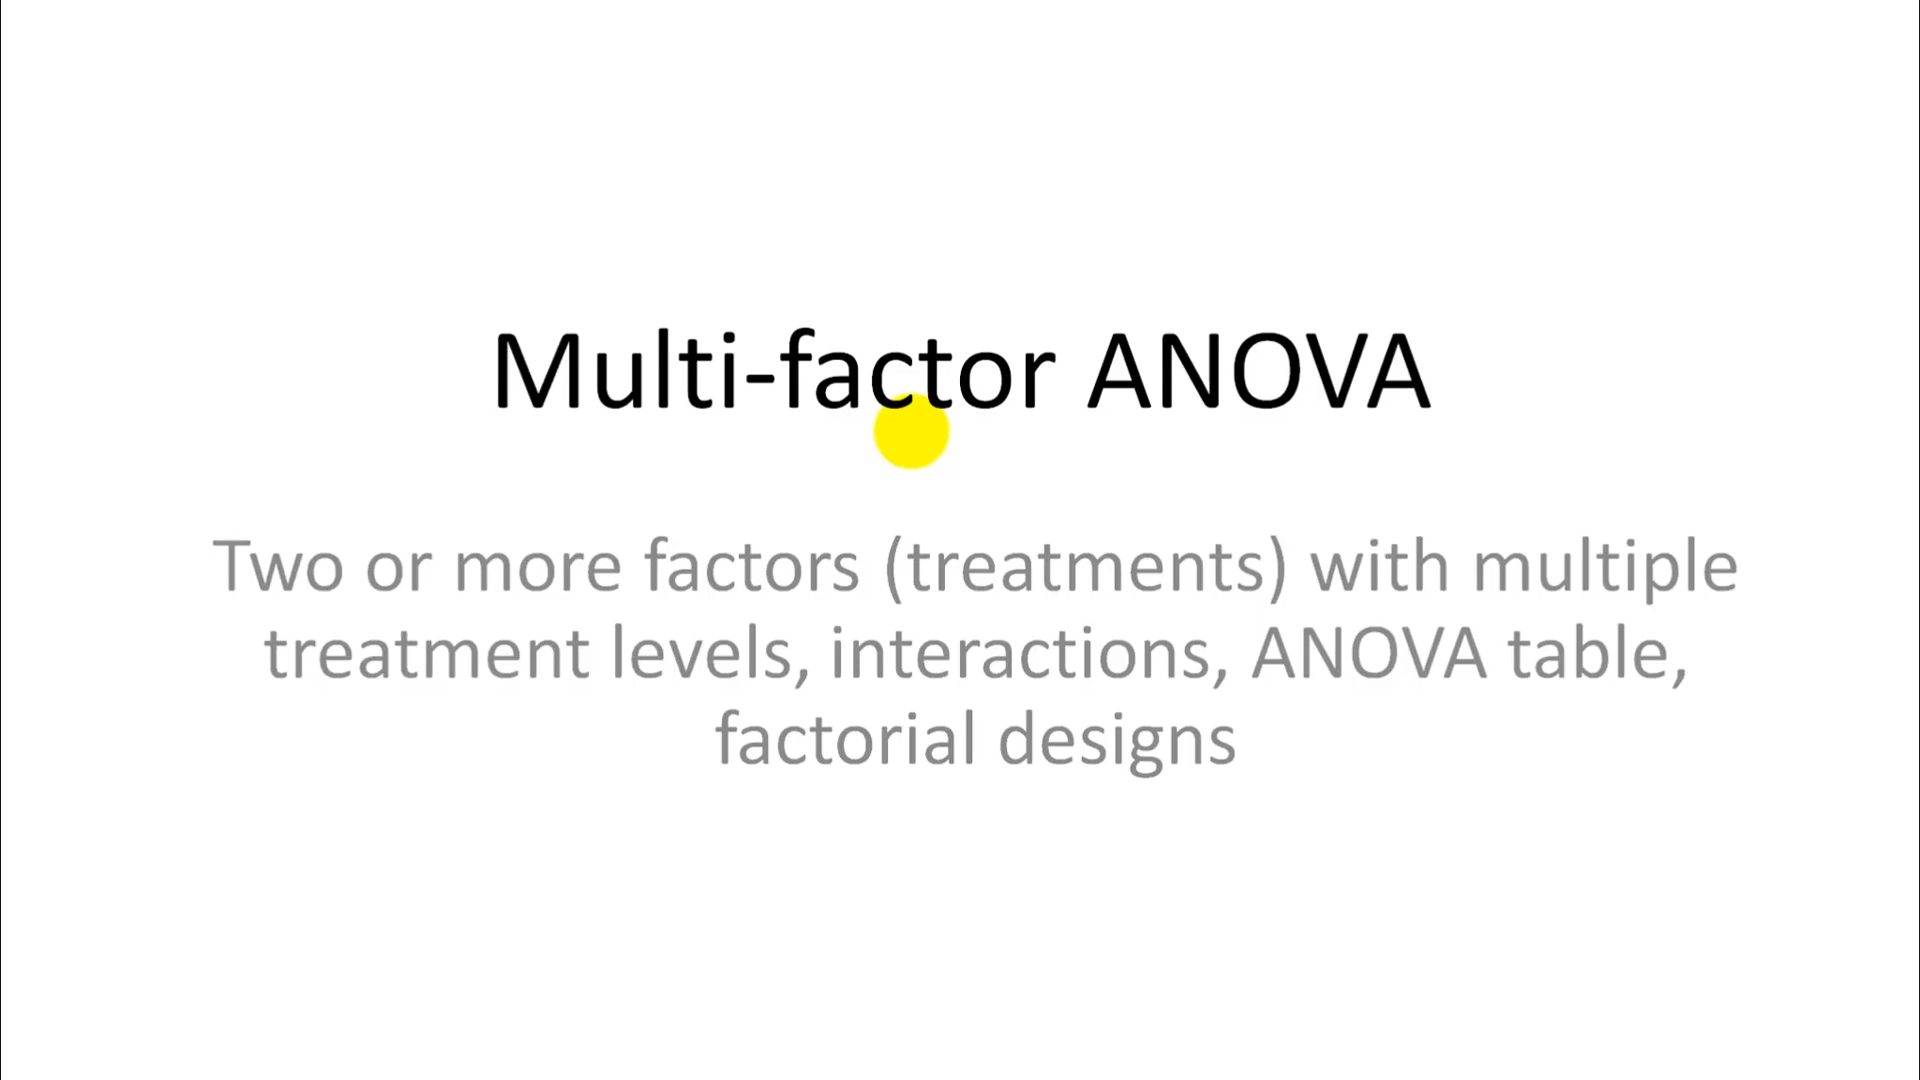 Multi-factor ANOVA
Two or more factors (treatments) with multiple
treatment levels, interactions, ANOVA table,
factorial designs